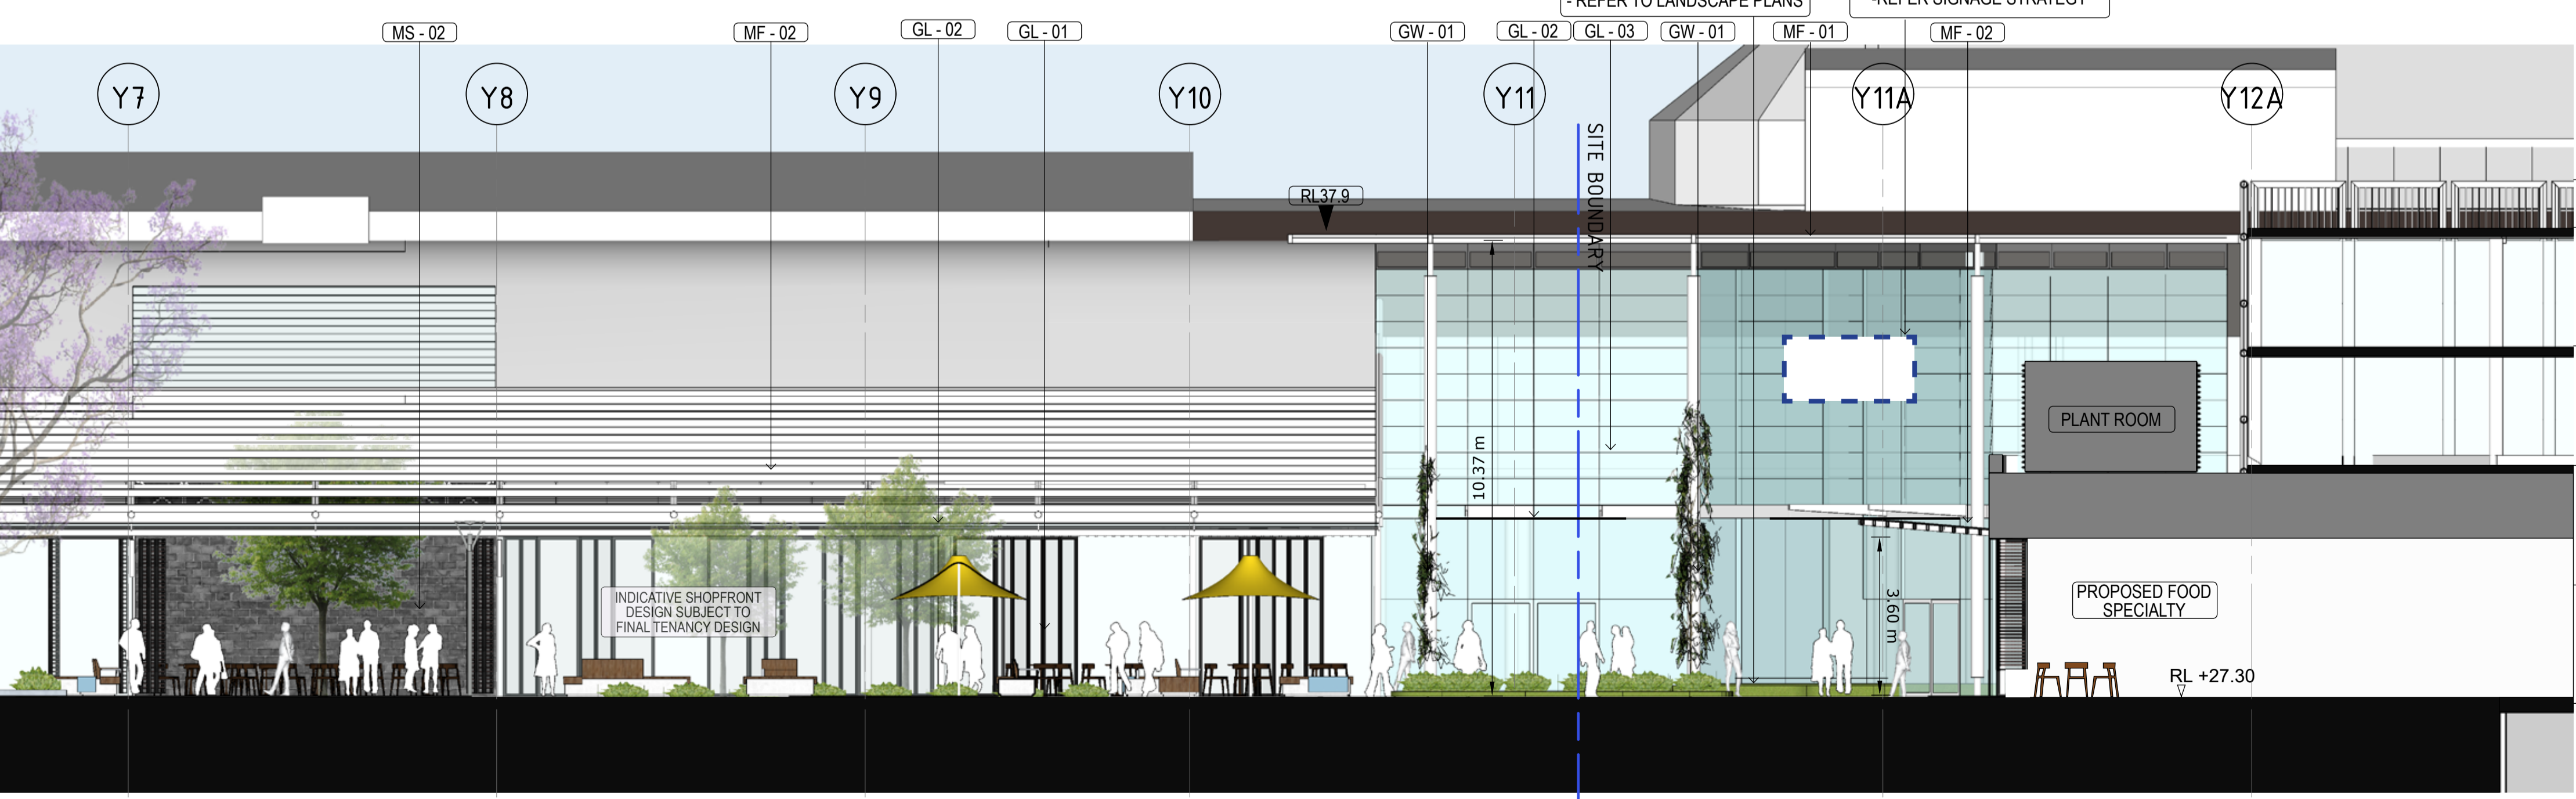 - REFER TO LANDSCAPE PLANS
-REFER SIGNAGE STRATEGY
MS - 02
MF - 02
GL - 02
GL - 01
GW - 01
GL - 02
GL - 03
GW - 01
MF - 01
MF - 02
Y7
Y8
Y9
Y10
Y11
Y11A
Y12A
SITE BOUNDARY
RL37.9
10.37 m
PLANT ROOM
3.60 m
INDICATIVE SHOPFRONT
DESIGN SUBJECT TO
FINAL TENANCY DESIGN
PROPOSED FOOD
SPECIALTY
RL +27.30